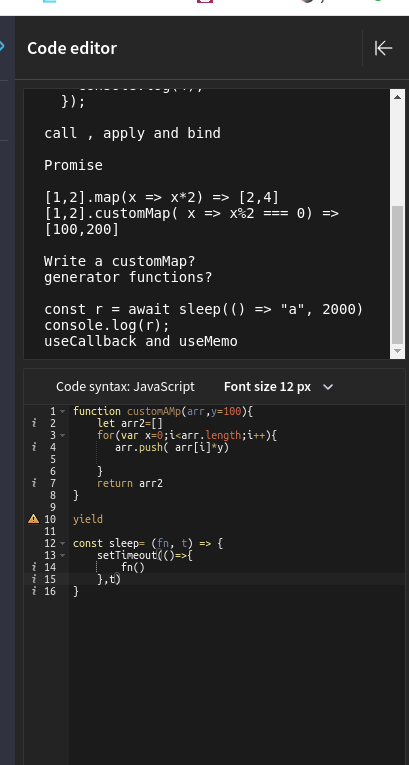 Code editor
});
call , apply and bind
Promise
[1,2].map(x => x*2) => [2,4]
[1,2].customMap( x => x%2 === 0) =>
[100,200]
Write a customMap?
generator functions?
const r = await sleep(() => "a", 2000)
console.log(r);
useCallback and useMemo
Code syntax: JavaScript Font size 12 px
1 function customAMp(arr,y=100){
i 2 let arr2=[]
3 for(var x=0;i<arr.length;i++){
i 4 arr.push( arr[i]*y)
5
6 }
i 7 return arr2
8 }
9
10 yield
11
12 const sleep= (fn, t) => {
13 setTimeout(()=>{
i 14 fn()
i 15 },t)
i 16 }